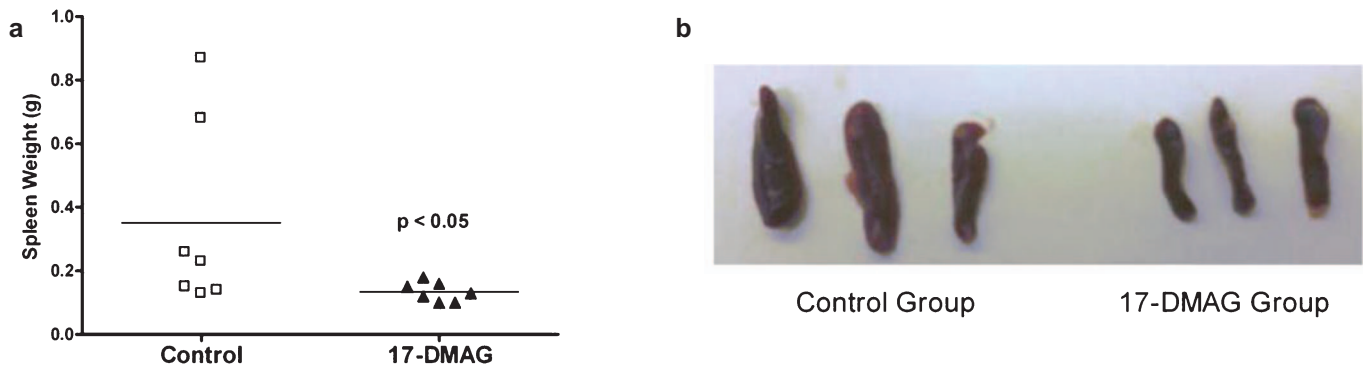 a
1.0
0.8
0.6
0.4
0.2
0.0
Spleen Weight (g)
p < 0.05
Control 17-DMAG
b
Control Group 17-DMAG Group